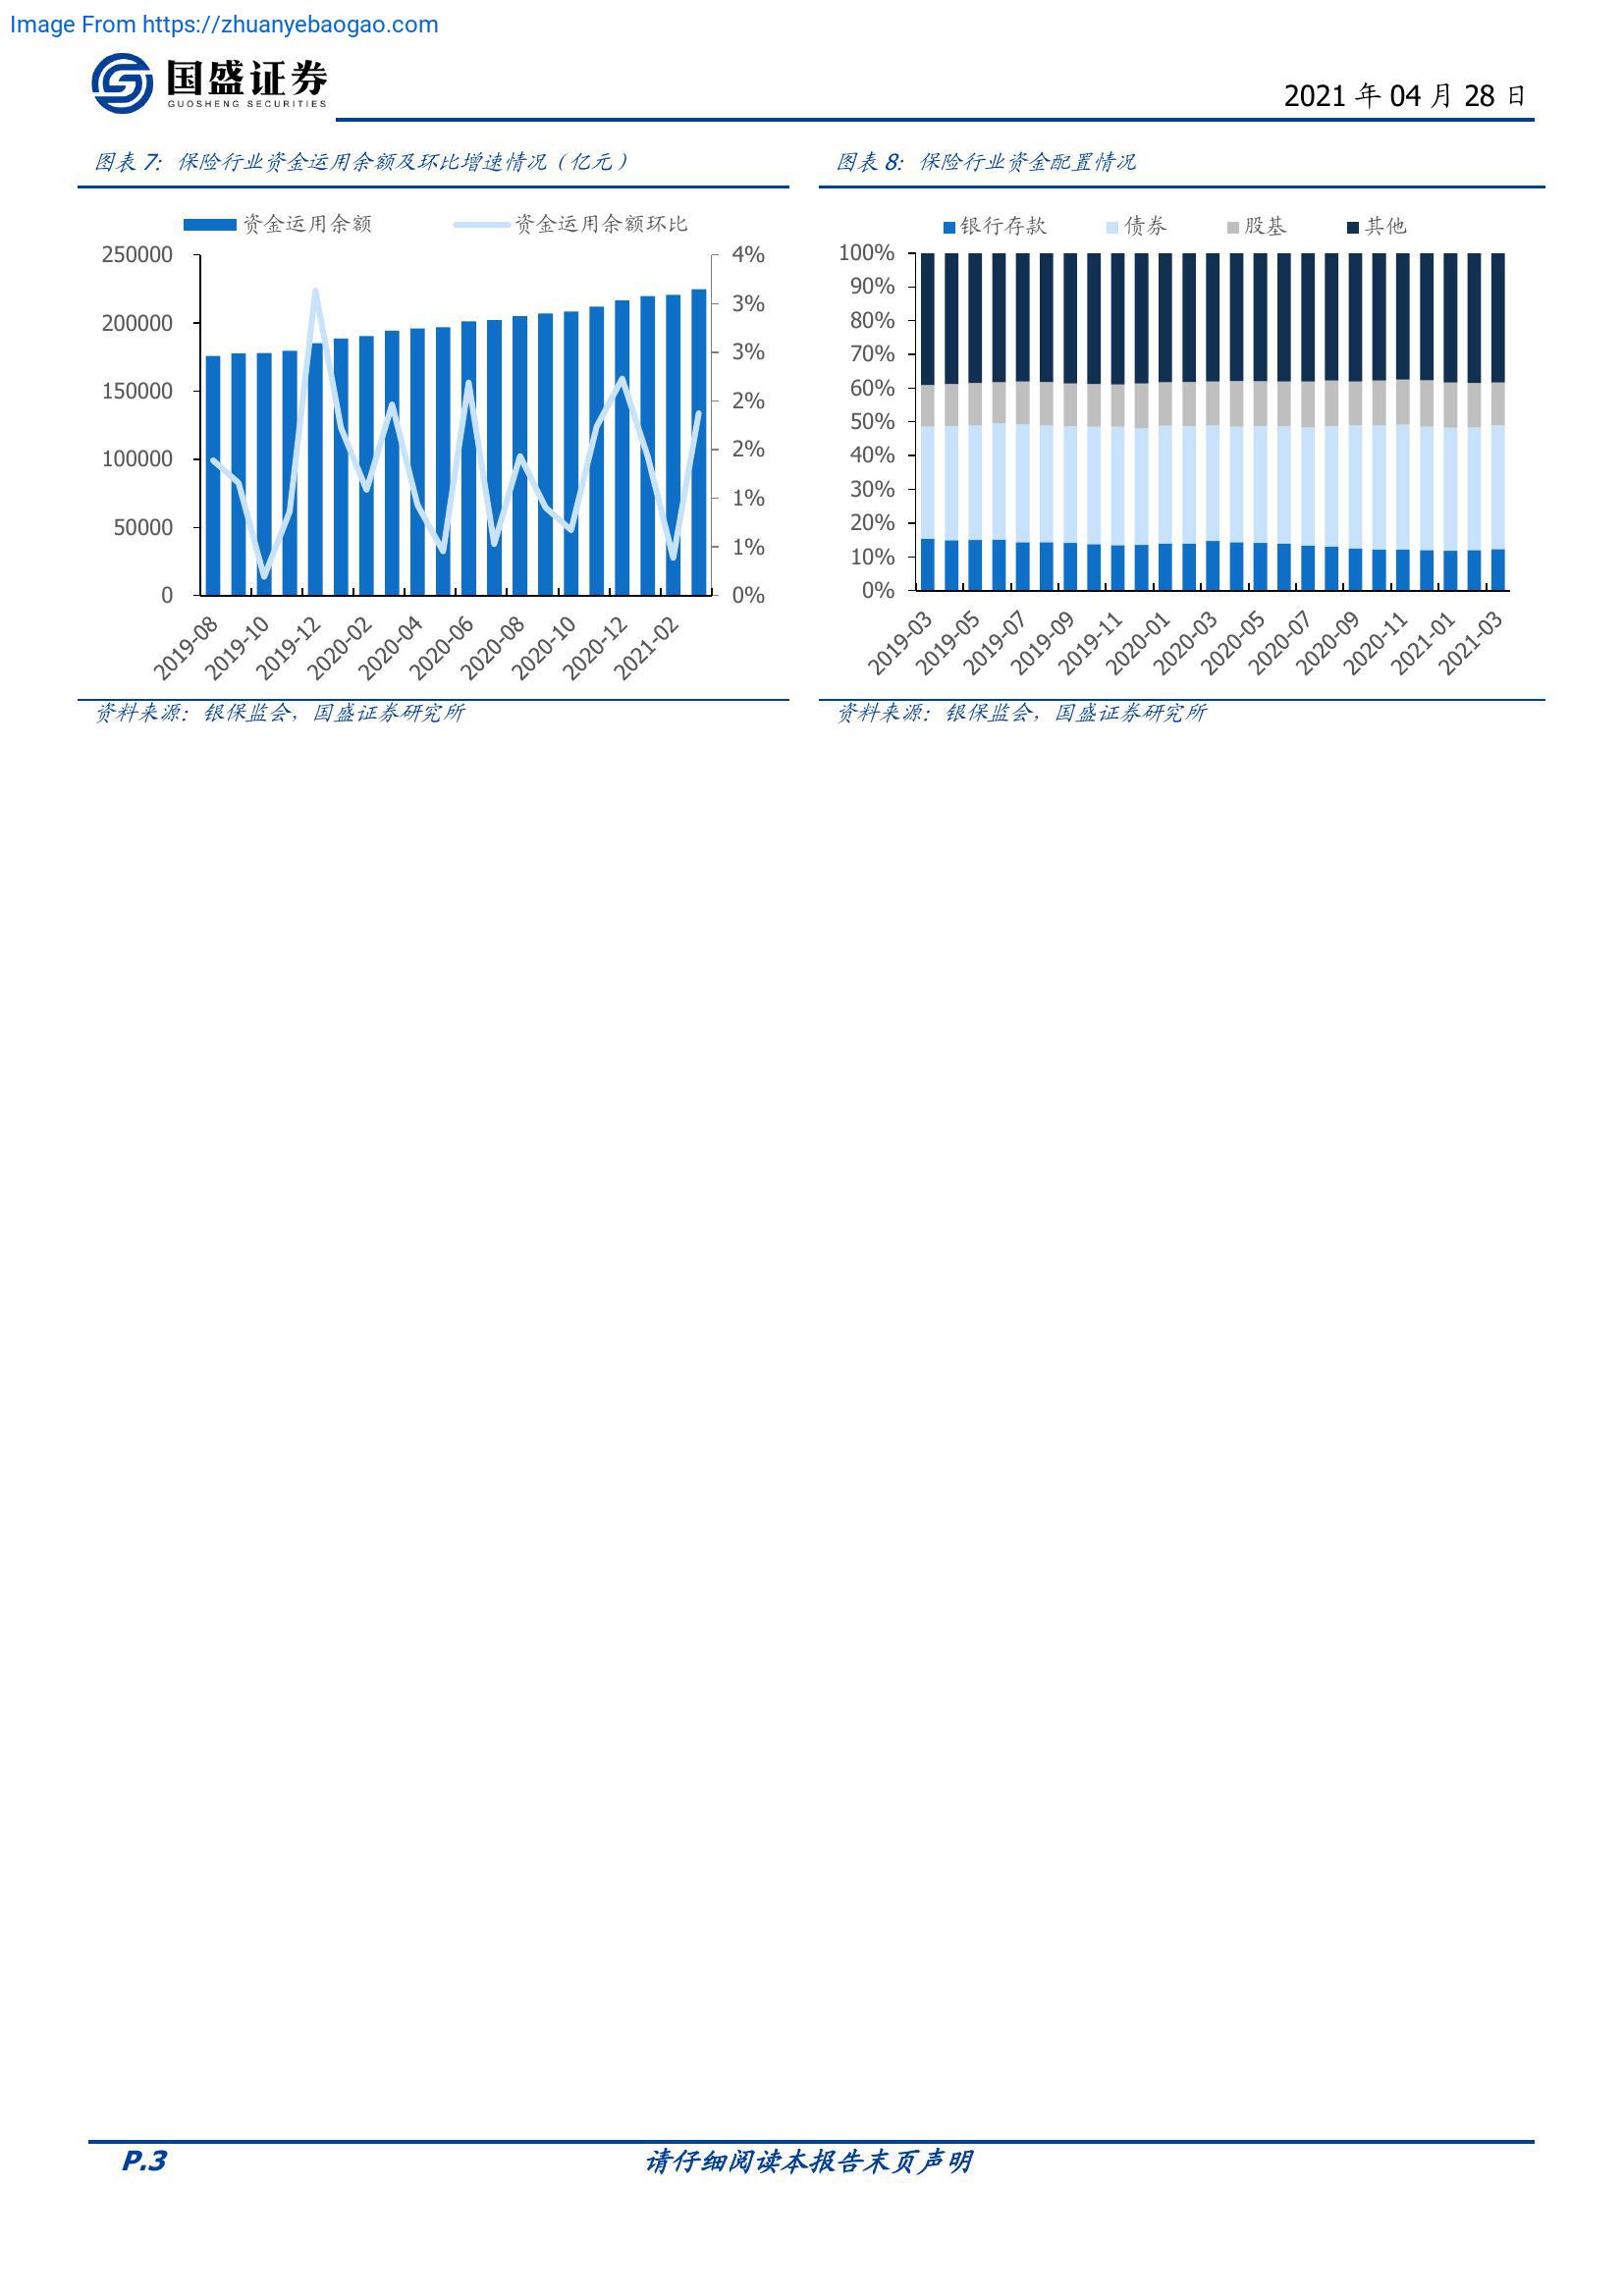 Image From https://zhuanyebaogao.com
国盛证券
GUOSHENG SECURITIES
2021 年 04 月 28 日
图表 7：保险行业资金运用余额及环比增速情况（亿元）
资金运用余额 资金运用余额环比
250000
200000
150000
100000
50000
0
4%
3%
3%
2%
2%
1%
1%
0%
2019-08 2019-10 2019-12 2020-02 2020-04 2020-06 2020-08 2020-10 2020-12 2021-02
资料来源：银保监会，国盛证券研究所
图表 8：保险行业资金配置情况
银行存款 债券 股基 其他
100%
90%
80%
70%
60%
50%
40%
30%
20%
10%
0%
2019-03 2019-05 2019-07 2019-09 2019-11 2020-01 2020-03 2020-05 2020-07 2020-09 2020-11 2021-01 2021-03
资料来源：银保监会，国盛证券研究所
P.3 请仔细阅读本报告末页声明